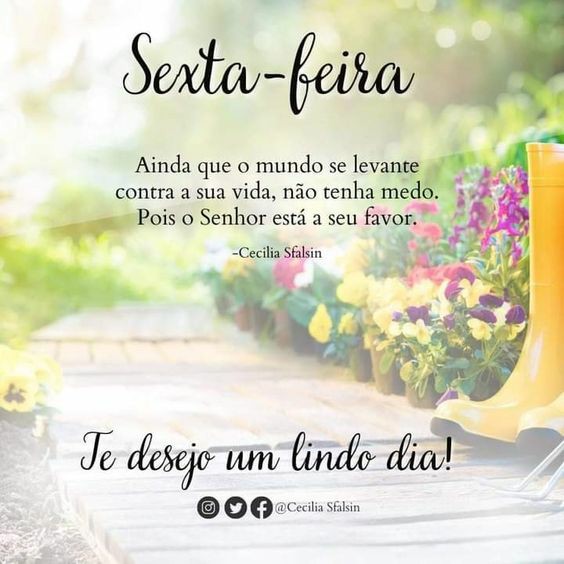 Sexta-feira
Ainda que o mundo se levante
contra a sua vida, não tenha medo.
Pois o Senhor está a seu favor.
-Cecilia Sfalsin
Te desejo um lindo dia!
@Cecilia Sfalsin